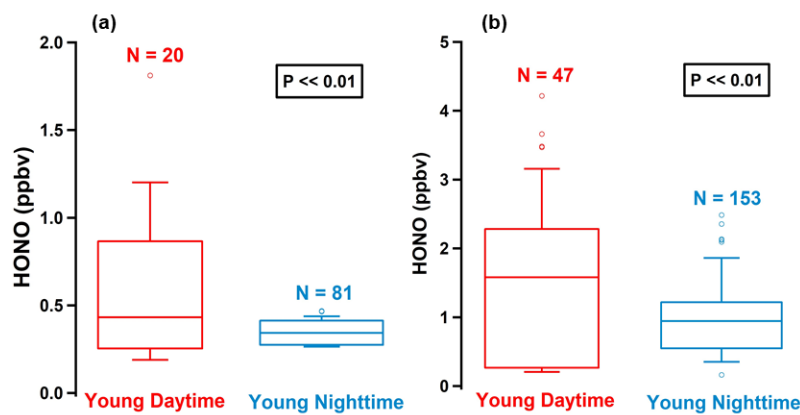 (a)
N = 20
P << 0.01
N = 81
HONO (ppbv)
2.0
1.5
1.0
0.5
0.0
Young Daytime
Young Nighttime
(b)
N = 47
P << 0.01
N = 153
HONO (ppbv)
5
4
3
2
1
0
Young Daytime
Young Nighttime